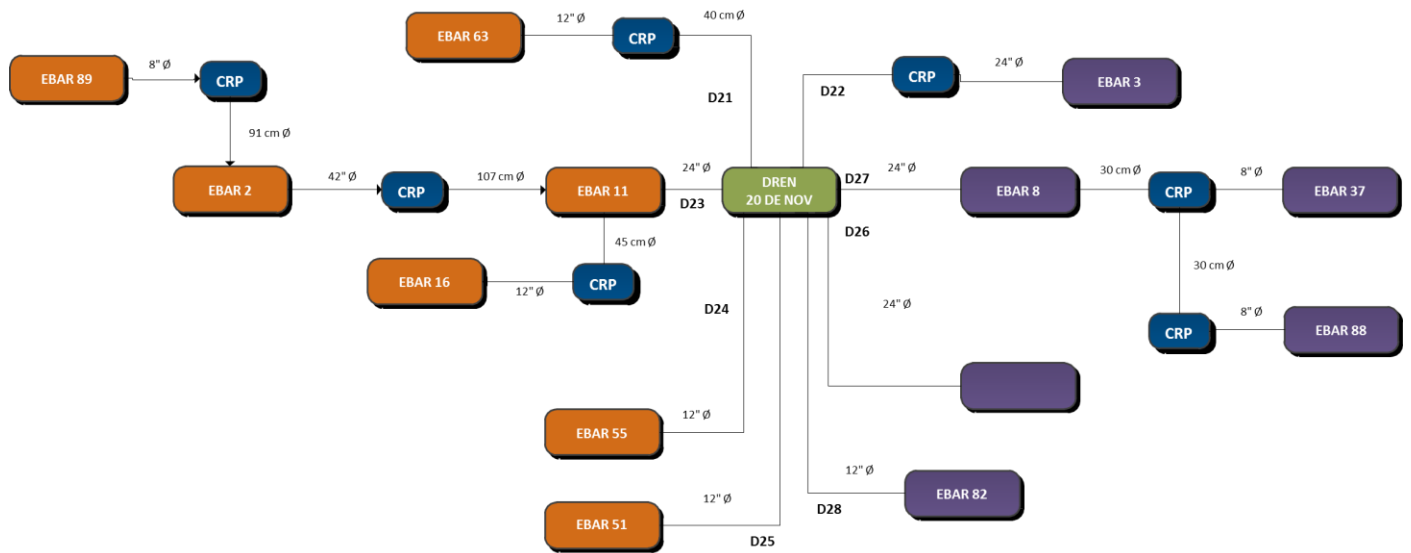 12" Ø
40 cm Ø
EBAR 63
CRP
8" Ø
24" Ø
EBAR 89
CRP
CRP
EBAR 3
D21
D22
91 cm Ø
42" Ø
107 cm Ø
24" Ø
24" Ø
30 cm Ø
8" Ø
EBAR 2
CRP
EBAR 11
DREN
20 DE NOV
D27
EBAR 8
CRP
EBAR 37
D23
D26
45 cm Ø
30 cm Ø
EBAR 16
12" Ø
CRP
D24
24" Ø
8" Ø
CRP
EBAR 88
12" Ø
EBAR 55
12" Ø
12" Ø
EBAR 82
D28
EBAR 51
D25